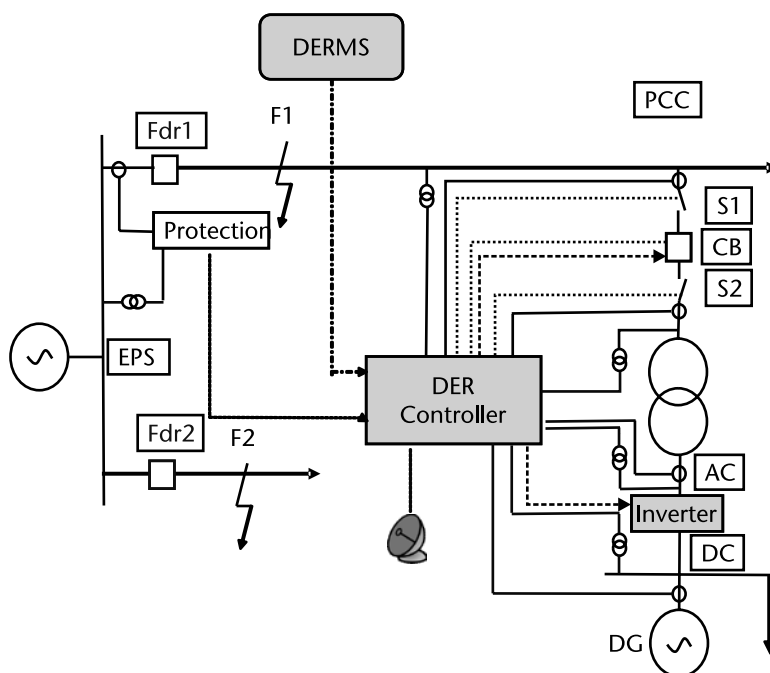 DERMS
PCC
F1
Fdr1
S1
Protection
CB
S2
EPS
DER
Controller
Fdr2
F2
AC
Inverter
DC
DG